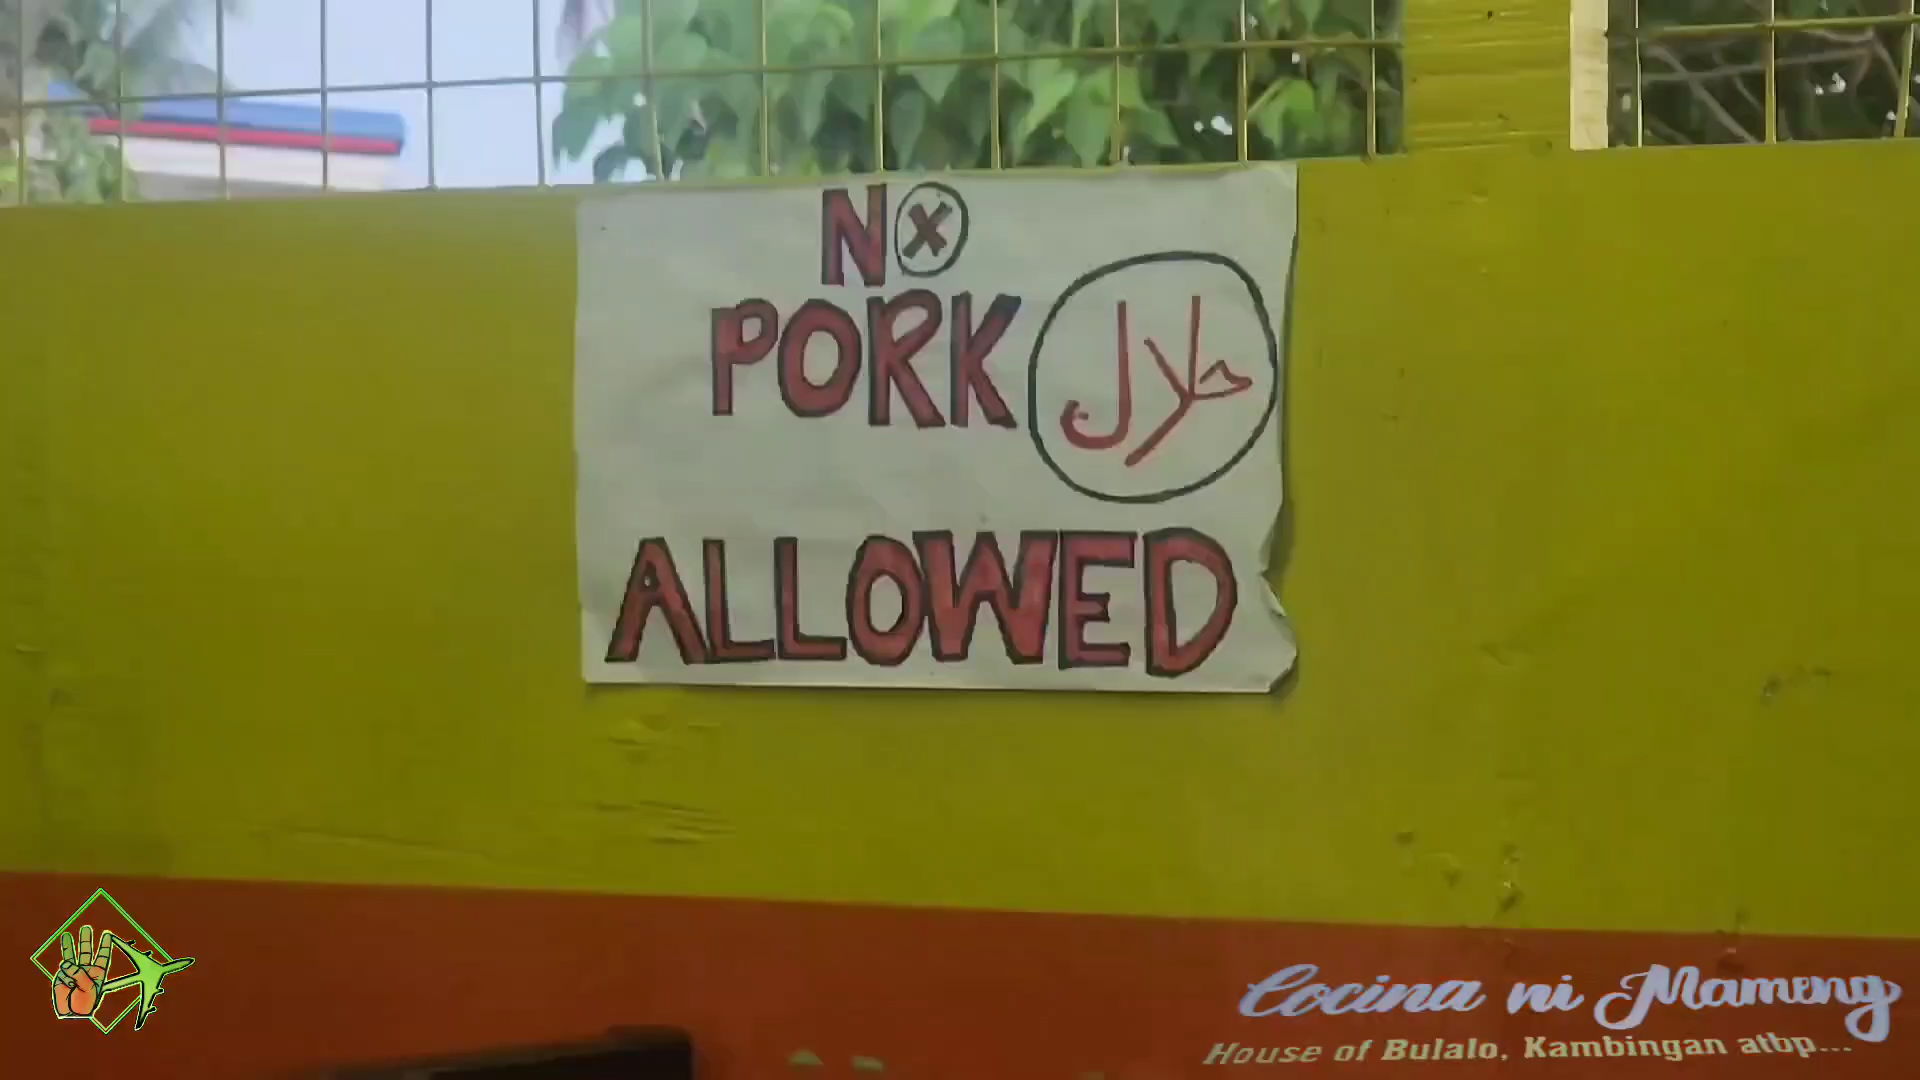 NO
PORK
حلال
ALLOWED
Cocina ni Mameng
House of Bulalo, Kambingan atbp...